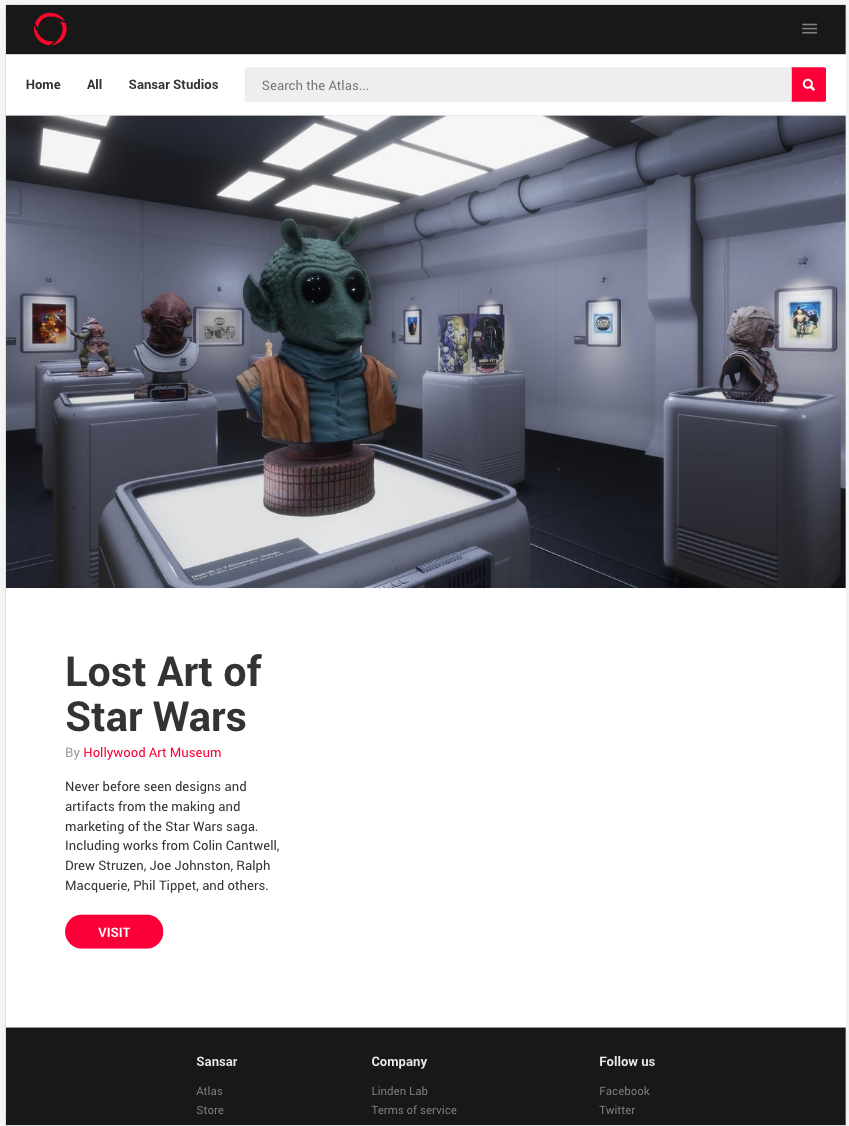 Home All Sansar Studios Search the Atlas...
Lost Art of
Star Wars
By Hollywood Art Museum
Never before seen designs and
artifacts from the making and
marketing of the Star Wars saga.
Including works from Colin Cantwell,
Drew Struzen, Joe Johnston, Ralph
Macquerie, Phil Tippet, and others.
VISIT
Sansar Company Follow us
Atlas Linden Lab Facebook
Store Terms of service Twitter